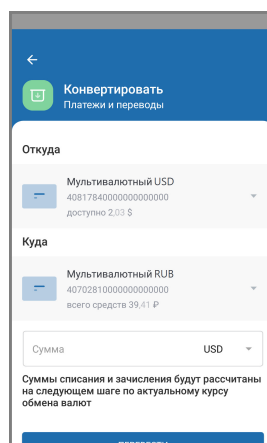 Конвертировать
Платежи и переводы
Откуда
Мультивалютный USD
40817840000000000000
доступно 2,03 $
Куда
Мультивалютный RUB
40702810000000000000
всего средств 39,41 ₽
Сумма USD
Суммы списания и зачисления будут рассчитаны
на следующем шаге по актуальному курсу
обмена валют